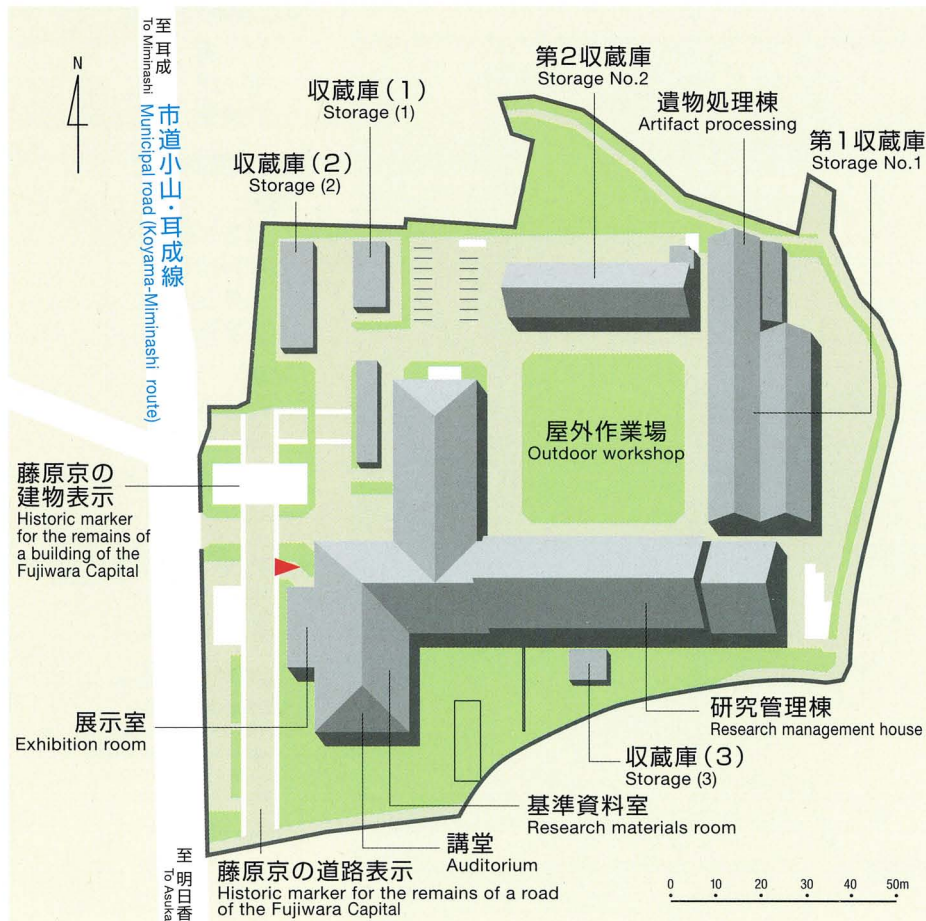 N
至 耳成
To Miminashi
市道小山・耳成線
Municipal road (Koyama-Miminashi route)
収蔵庫(1)
Storage (1)
収蔵庫(2)
Storage (2)
第2収蔵庫
Storage No.2
遺物処理棟
Artifact processing
第1収蔵庫
Storage No.1
屋外作業場
Outdoor workshop
藤原京の
建物表示
Historic marker
for the remains of
a building of the
Fujiwara Capital
展示室
Exhibition room
研究管理棟
Research management house
収蔵庫(3)
Storage (3)
基準資料室
Research materials room
講堂
Auditorium
藤原京の道路表示
Historic marker for the remains of a road
of the Fujiwara Capital
至 明日香
To Asuka
0 10 20 30 40 50m